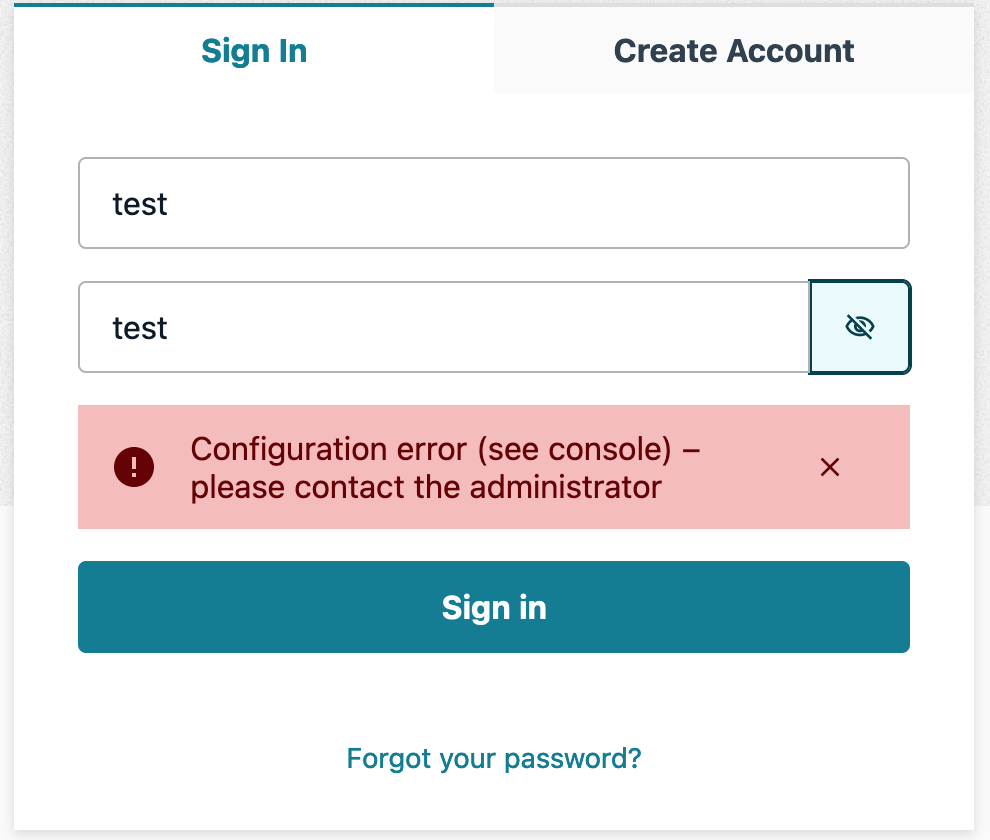 Sign In
Create Account
test
test
Configuration error (see console) –
please contact the administrator
Sign in
Forgot your password?